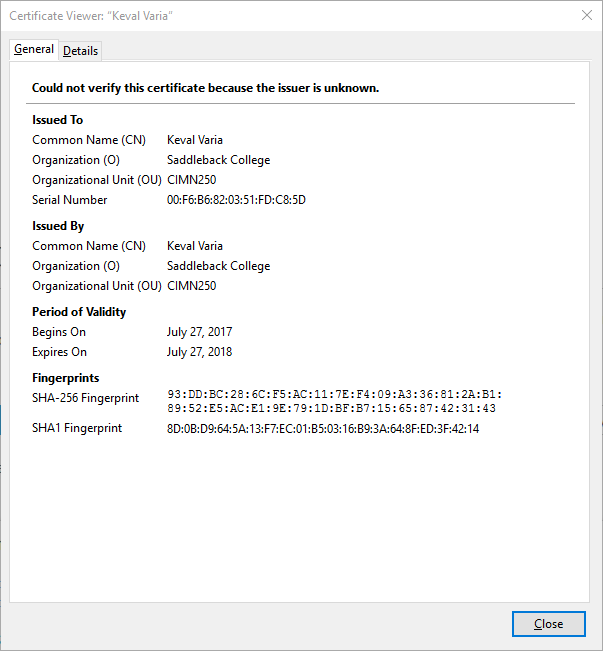 Certificate Viewer: "Keval Varia"
General Details
Could not verify this certificate because the issuer is unknown.
Issued To
Common Name (CN) Keval Varia
Organization (O) Saddleback College
Organizational Unit (OU) CIMN250
Serial Number 00:F6:B6:82:03:51:FD:C8:5D
Issued By
Common Name (CN) Keval Varia
Organization (O) Saddleback College
Organizational Unit (OU) CIMN250
Period of Validity
Begins On July 27, 2017
Expires On July 27, 2018
Fingerprints
SHA-256 Fingerprint 93:DD:BC:28:6C:F5:AC:11:7E:F4:09:A3:36:81:2A:B1:
89:52:E5:AC:E1:9E:79:1D:BF:B7:15:65:87:42:31:43
SHA1 Fingerprint 8D:0B:D9:64:5A:13:F7:EC:01:B5:03:16:B9:3A:64:8F:ED:3F:42:14
Close